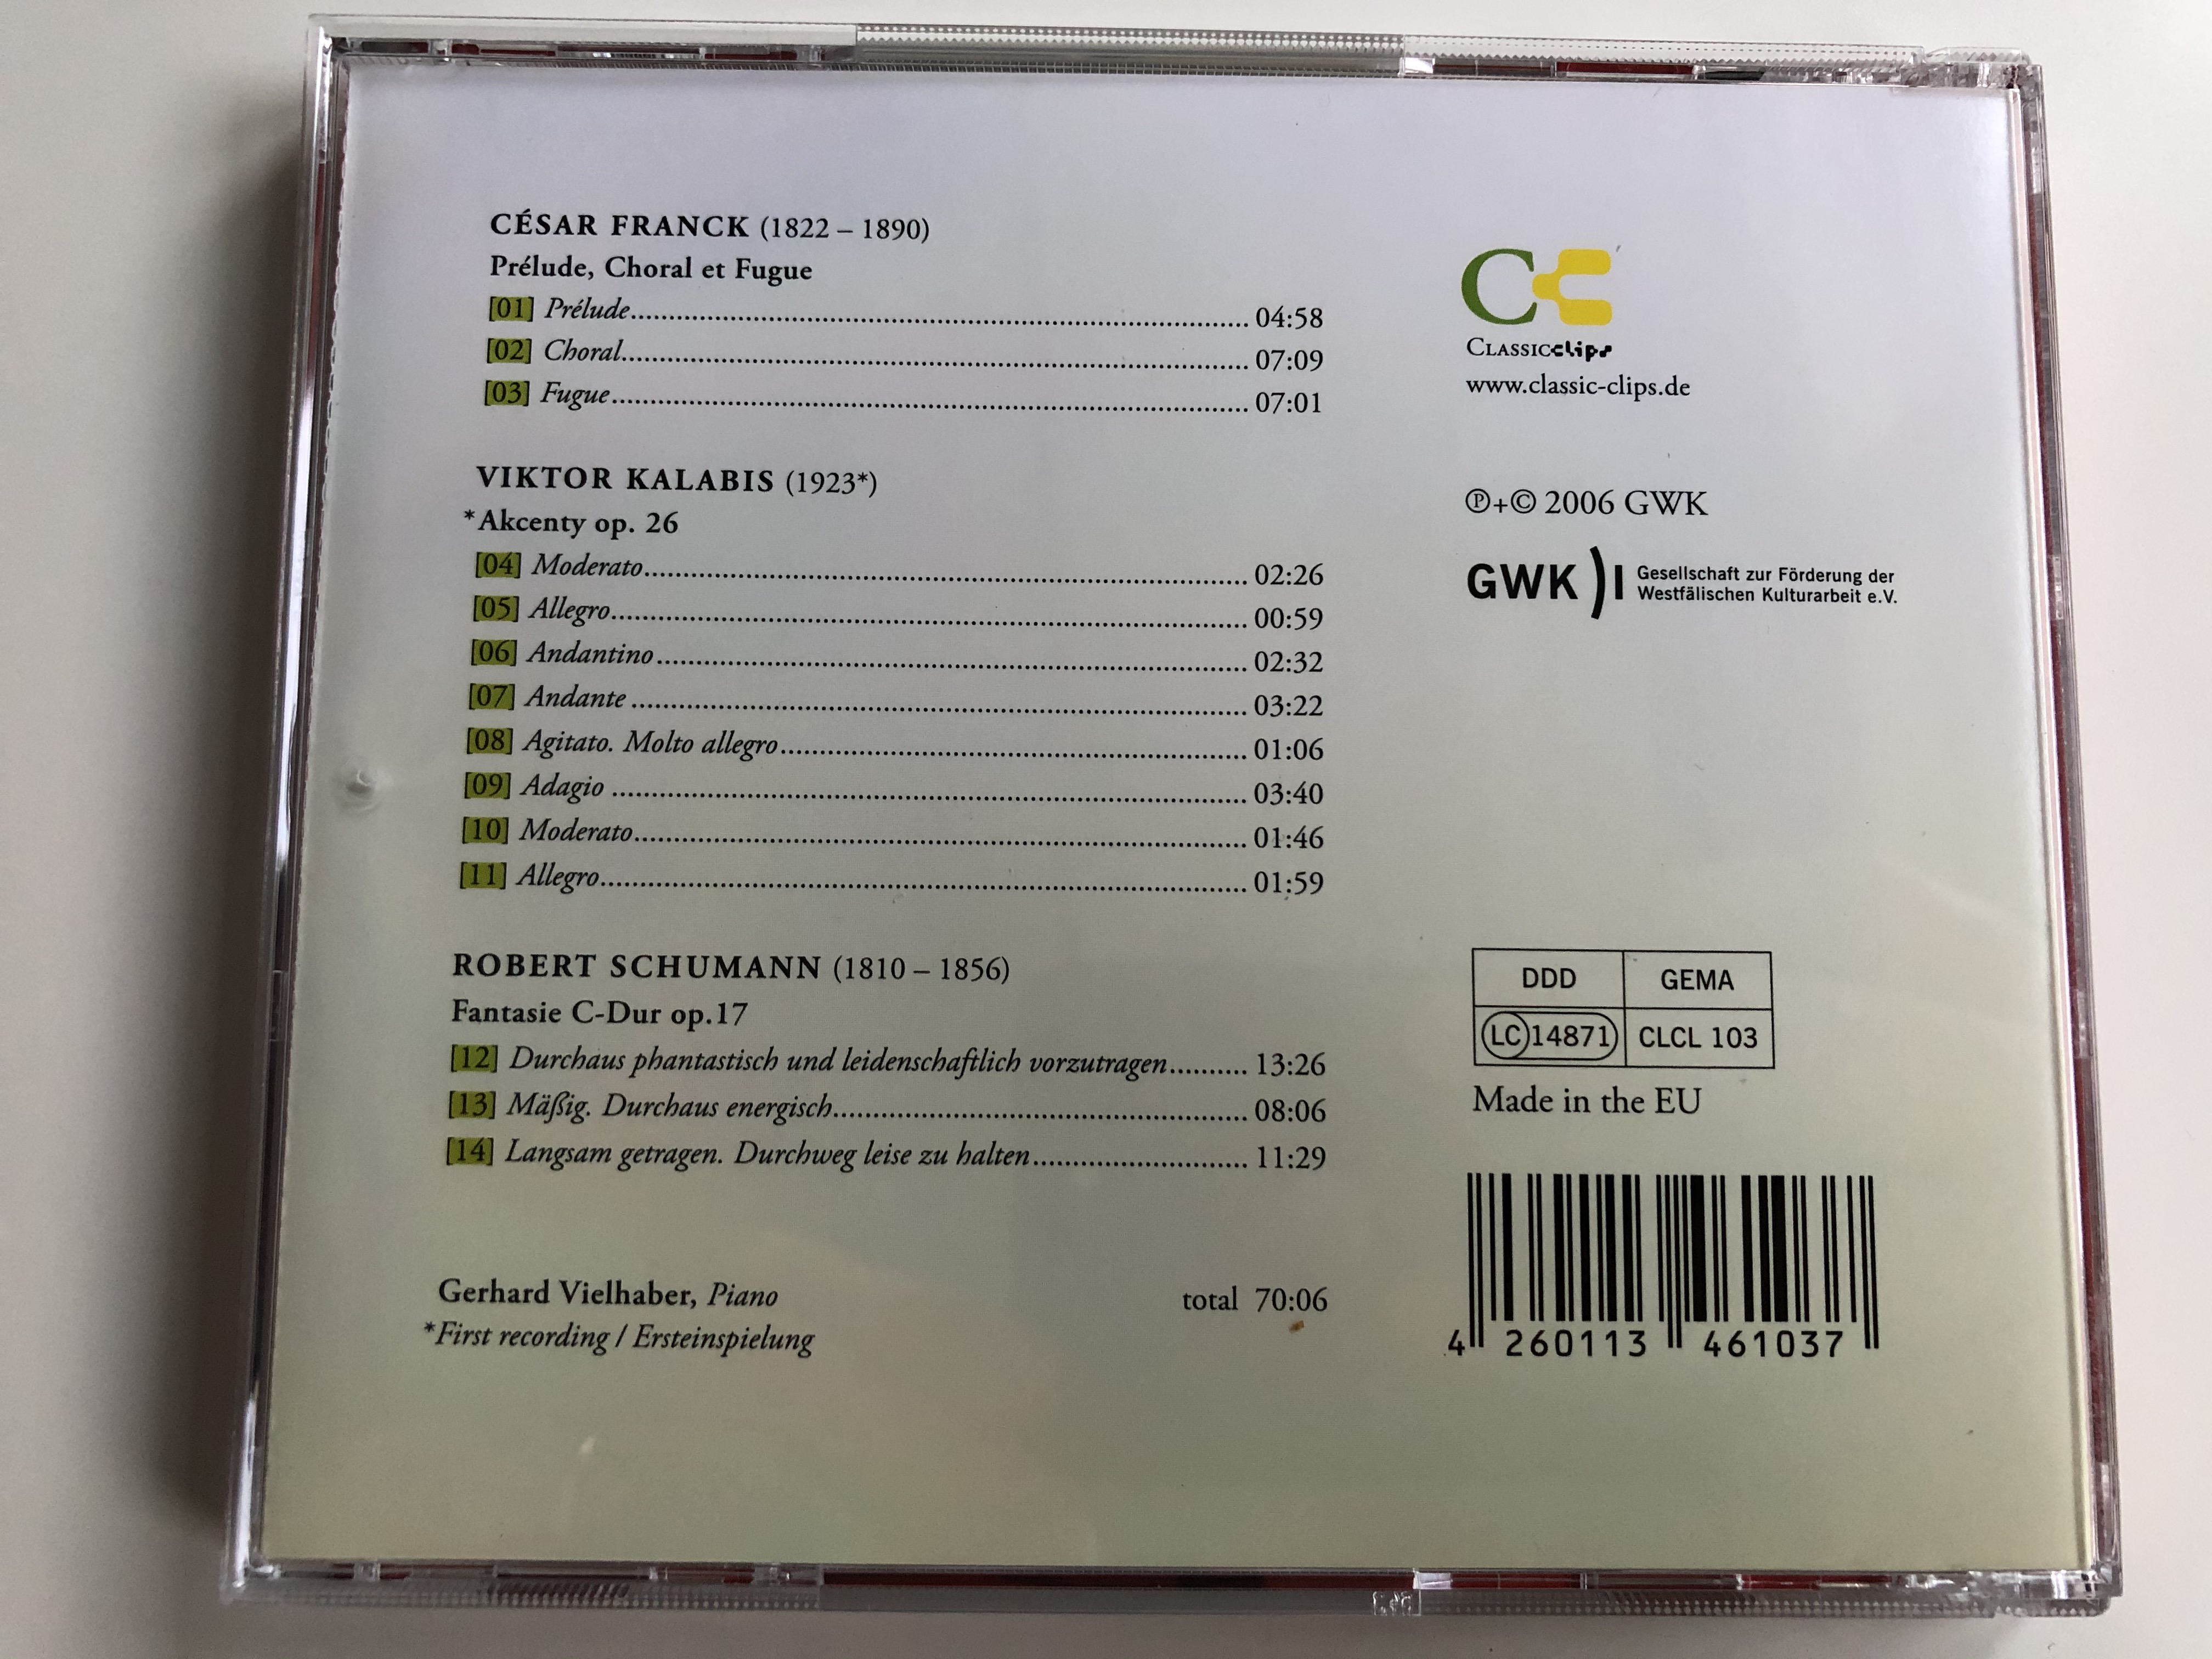 CÉSAR FRANCK (1822 – 1890)
Prélude, Choral et Fugue
[01] Prélude........ 04:58
[02] Choral........ 07:09
[03] Fugue........ 07:01
VIKTOR KALABIS (1923*)
*Akcenty op. 26
[04] Moderato........ 02:26
[05] Allegro........ 00:59
[06] Andantino........ 02:32
[07] Andante ........ 03:22
[08] Agitato. Molto allegro........ 01:06
[09] Adagio ........ 03:40
[10] Moderato........ 01:46
[11] Allegro........ 01:59
ROBERT SCHUMANN (1810 – 1856)
Fantasie C-Dur op.17
[12] Durchaus phantastisch und leidenschaftlich vorzutragen........ 13:26
[13] Mäßig. Durchaus energisch........ 08:06
[14] Langsam getragen. Durchweg leise zu halten........ 11:29
Gerhard Vielhaber, Piano
total 70:06
*First recording / Ersteinspielung
CC
CLASSICclips
www.classic-clips.de
℗+© 2006 GWK
GWK)I
Gesellschaft zur Förderung der
Westfälischen Kulturarbeit e.V.
DDD GEMA
LC 14871 CLCL 103
Made in the EU
4 260113 461037